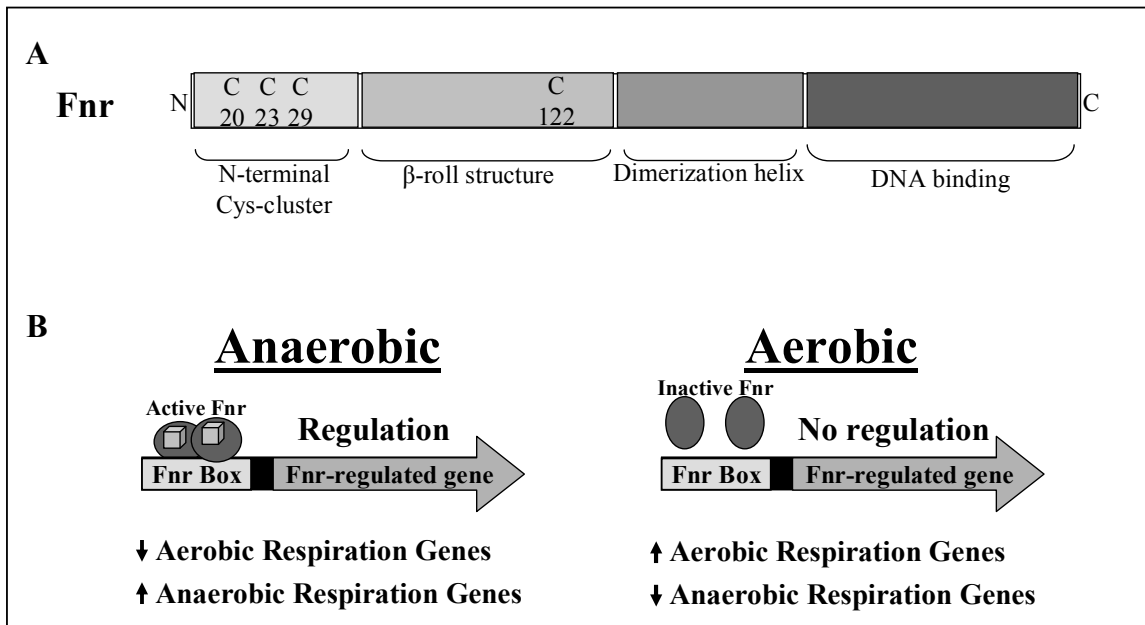 A
Fnr
N
C C C C
20 23 29 122
C
N-terminal
Cys-cluster
β-roll structure
Dimerization helix
DNA binding
B
Anaerobic
Active Fnr
Regulation
Fnr Box
Fnr-regulated gene
Aerobic Respiration Genes
Anaerobic Respiration Genes
Aerobic
Inactive Fnr
No regulation
Fnr Box
Fnr-regulated gene
Aerobic Respiration Genes
Anaerobic Respiration Genes